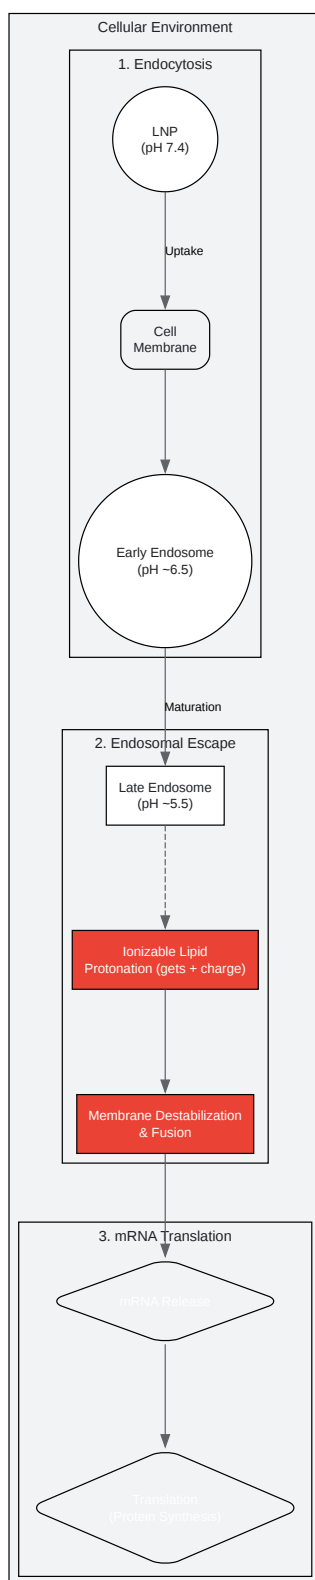 Cellular Environment
1. Endocytosis
LNP
(pH 7.4)
Uptake
Cell
Membrane
Early Endosome
(pH ~6.5)
Maturation
2. Endosomal Escape
Late Endosome
(pH ~5.5)
Ionizable Lipid
Protonation (gets + charge)
Membrane Destabilization
& Fusion
3. mRNA Translation
mRNA Release
Translation
(Protein Synthesis)